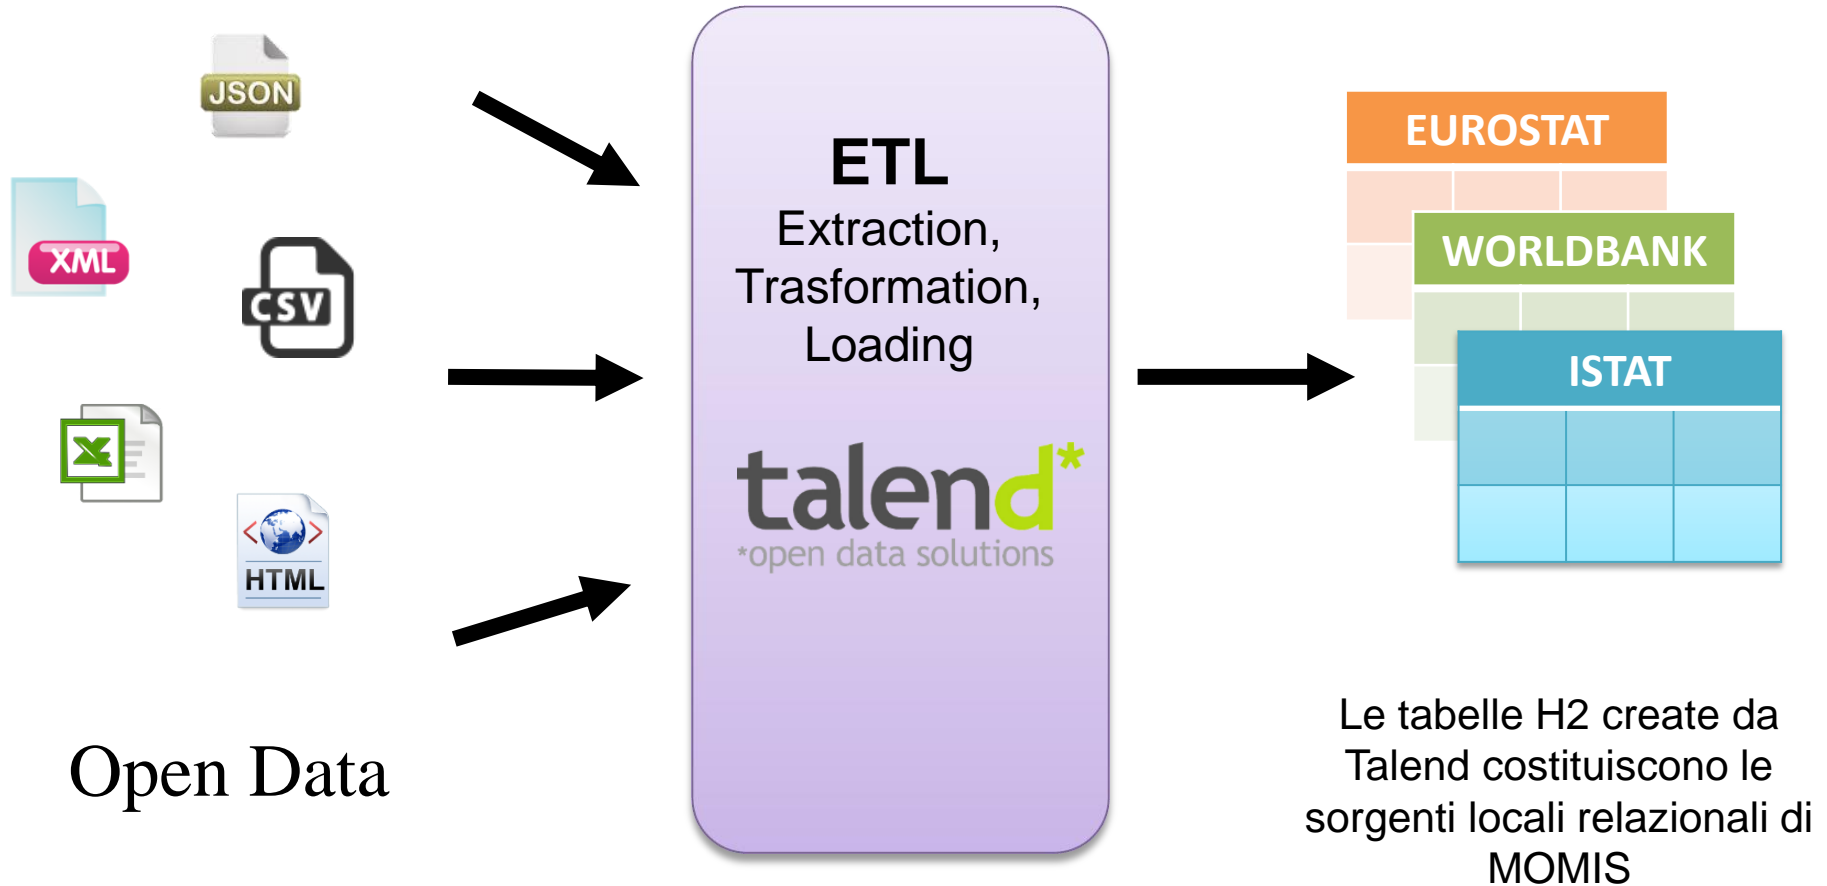 JSON
XML
CSV
HTML
Open Data
ETL
Extraction,
Trasformation,
Loading
talend*
*open data solutions
EUROSTAT
WORLDBANK
ISTAT
Le tabelle H2 create da
Talend costituiscono le
sorgenti locali relazionali di
MOMIS